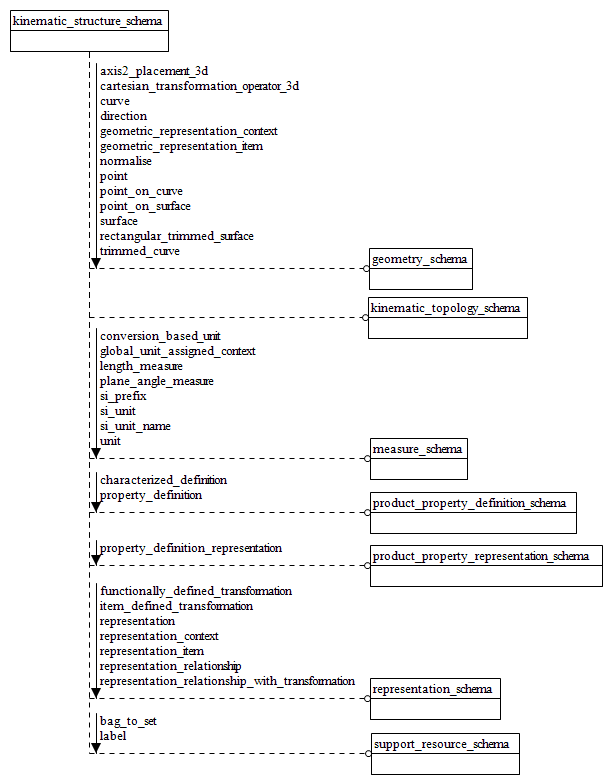 kinematic_structure_schema
axis2_placement_3d
cartesian_transformation_operator_3d
curve
direction
geometric_representation_context
geometric_representation_item
normalise
point
point_on_curve
point_on_surface
surface
rectangular_trimmed_surface
trimmed_curve
geometry_schema
kinematic_topology_schema
conversion_based_unit
global_unit_assigned_context
length_measure
plane_angle_measure
si_prefix
si_unit
si_unit_name
unit
measure_schema
characterized_definition
property_definition
product_property_definition_schema
property_definition_representation
product_property_representation_schema
functionally_defined_transformation
item_defined_transformation
representation
representation_context
representation_item
representation_relationship
representation_relationship_with_transformation
representation_schema
bag_to_set
label
support_resource_schema